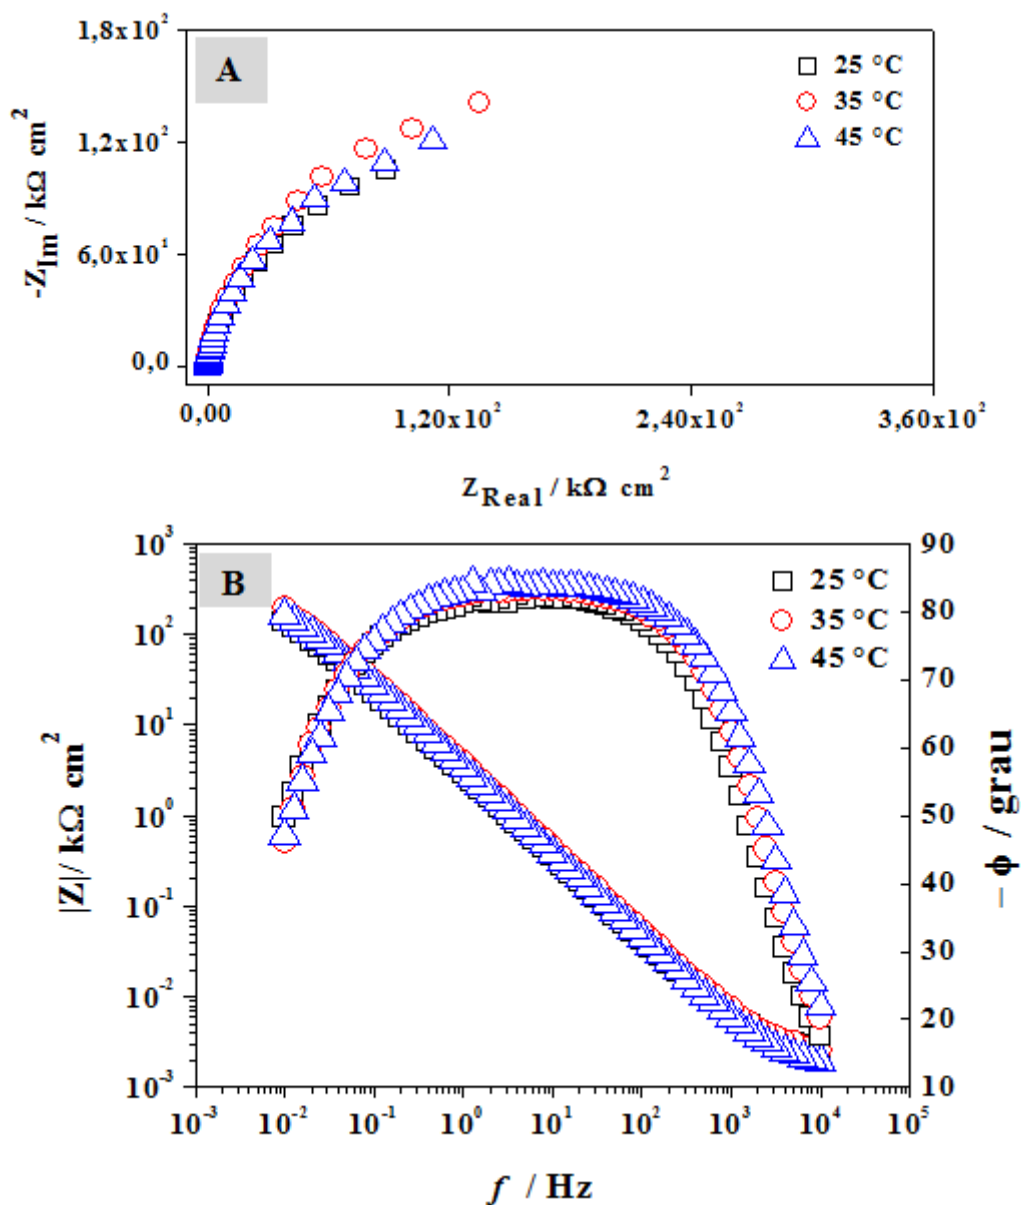 1,8x10²
A
25 °C
35 °C
45 °C
1,2x10²
6,0x10¹
0,0
-Z_Im / kΩ cm²
0,00
1,20x10²
2,40x10²
3,60x10²
Z_Real / kΩ cm²
B
25 °C
35 °C
45 °C
10³
10²
10¹
10⁰
10⁻¹
10⁻²
10⁻³
|Z|/ kΩ cm²
90
80
70
60
50
40
30
20
10
– ϕ / grau
10⁻³
10⁻²
10⁻¹
10⁰
10¹
10²
10³
10⁴
10⁵
f / Hz